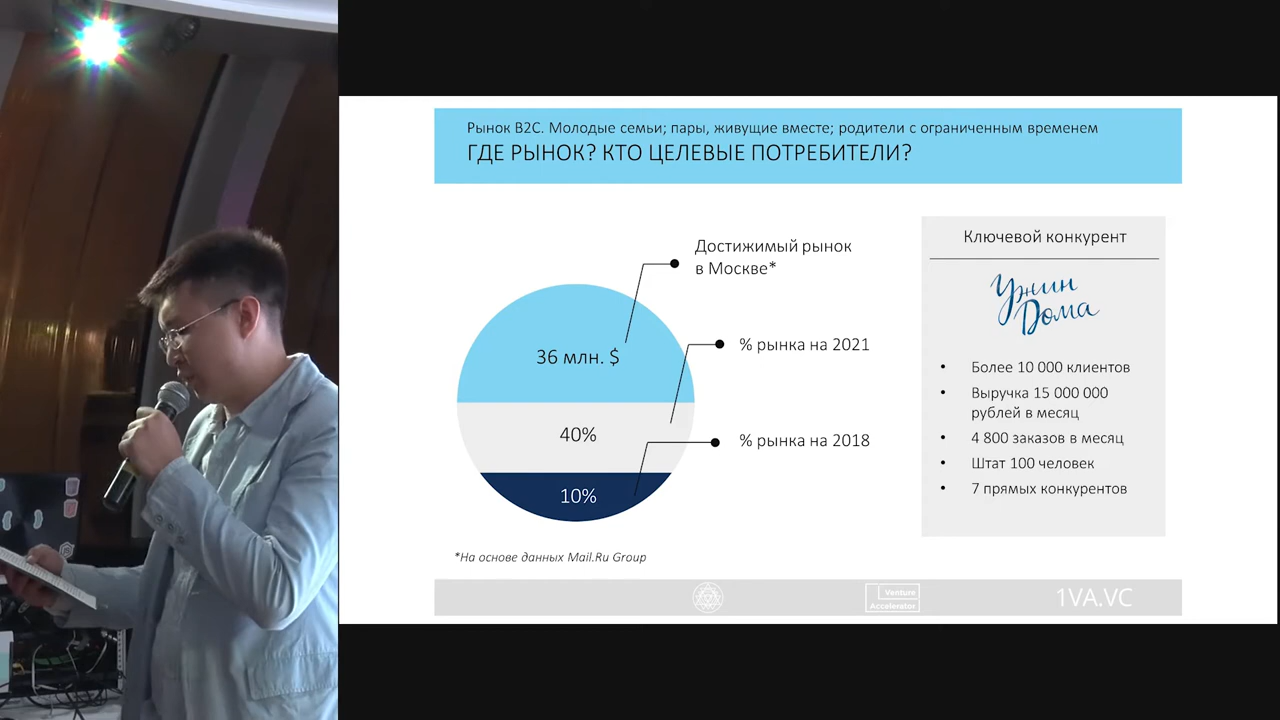 Рынок B2C. Молодые семьи; пары, живущие вместе; родители с ограниченным временем
ГДЕ РЫНОК? КТО ЦЕЛЕВЫЕ ПОТРЕБИТЕЛИ?
Достижимый рынок
в Москве*
36 млн. $
% рынка на 2021
40%
% рынка на 2018
10%
*На основе данных Mail.Ru Group
Ключевой конкурент
Ужин
Дома
• Более 10 000 клиентов
• Выручка 15 000 000
рублей в месяц
• 4 800 заказов в месяц
• Штат 100 человек
• 7 прямых конкурентов
Venture
Accelerator
1VA.VC